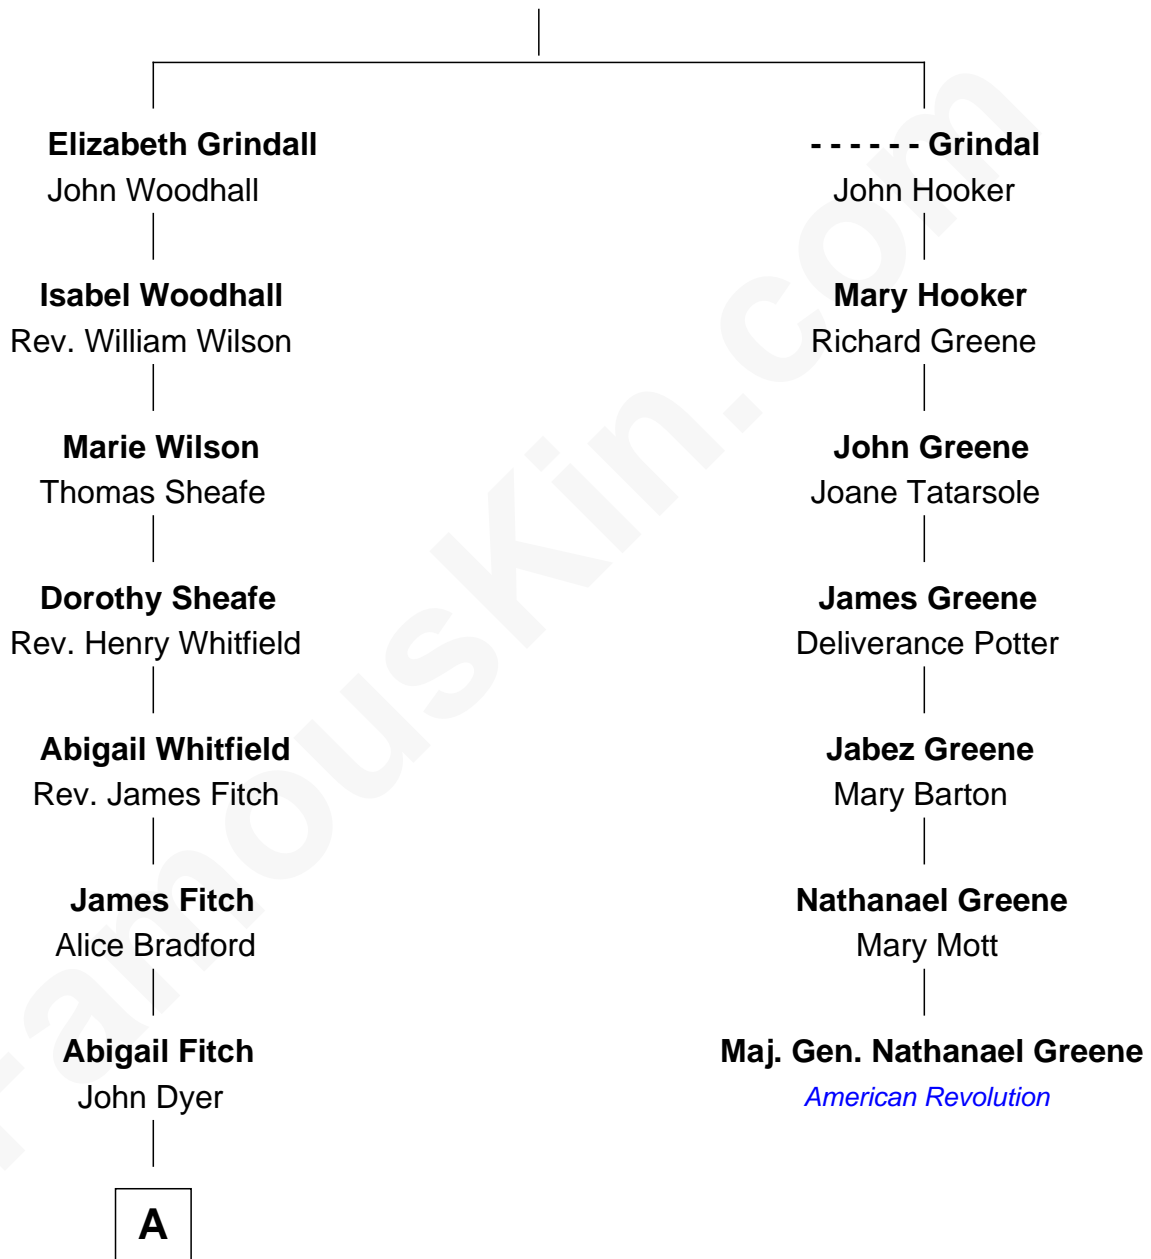 Elizabeth Grindall
John Woodhall
Isabel Woodhall
Rev. William Wilson
Marie Wilson
Thomas Sheafe
Dorothy Sheafe
Rev. Henry Whitfield
Abigail Whitfield
Rev. James Fitch
James Fitch
Alice Bradford
Abigail Fitch
John Dyer
A
- - - - - - Grindal
John Hooker
Mary Hooker
Richard Greene
John Greene
Joane Tatarsole
James Greene
Deliverance Potter
Jabez Greene
Mary Barton
Nathanael Greene
Mary Mott
Maj. Gen. Nathanael Greene
American Revolution
FamousKin.com